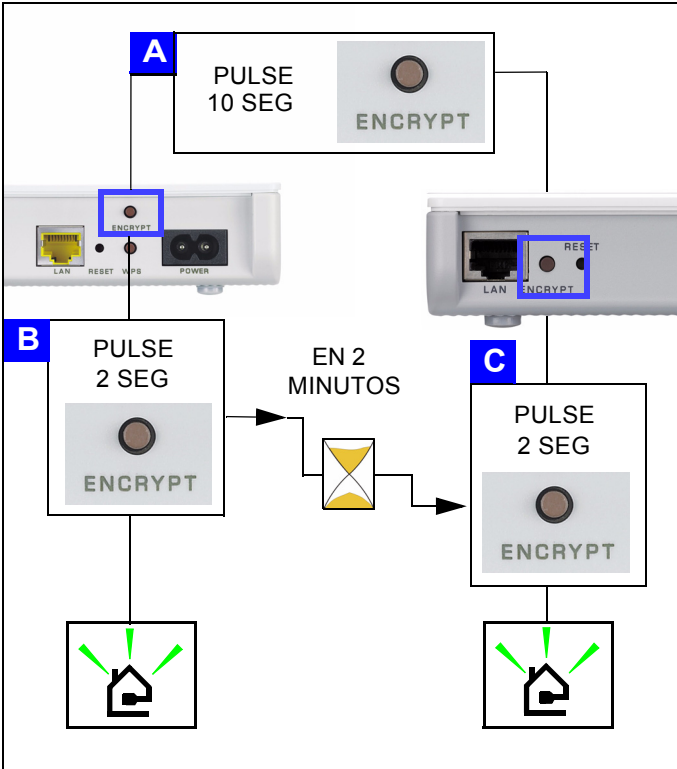 A
PULSE
10 SEG
ENCRYPT
ENCRYPT
LAN RESET WPS POWER
RESET
LAN ENCRYPT
B
PULSE
2 SEG
ENCRYPT
EN 2
MINUTOS
C
PULSE
2 SEG
ENCRYPT